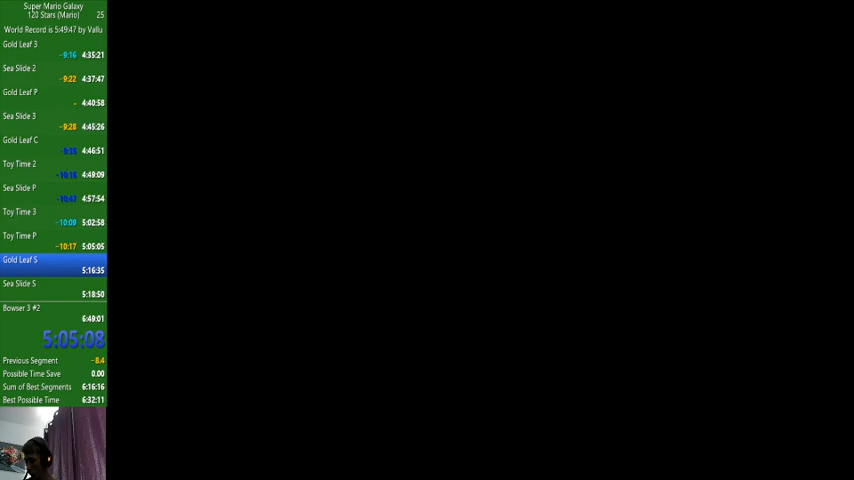 Super Mario Galaxy
120 Stars (Mario) 25
World Record is 5:49:47 by Vallu
Gold Leaf 3
-9:16 4:35:21
Sea Slide 2
-9:22 4:37:47
Gold Leaf P
- 4:40:58
Sea Slide 3
-9:28 4:45:26
Gold Leaf C
4:46:51
Toy Time 2
-10:16 4:49:09
Sea Slide P
-10:47 4:57:54
Toy Time 3
-10:09 5:02:58
Toy Time P
-10:17 5:05:05
Gold Leaf S
5:16:35
Sea Slide S
5:18:50
Bowser 3 #2
6:49:01
5:05:08
Previous Segment -8.4
Possible Time Save 0.00
Sum of Best Segments 6:16:16
Best Possible Time 6:32:11